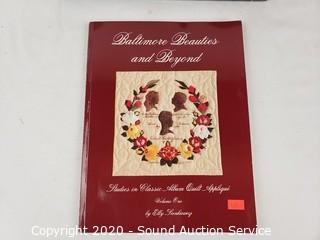 Baltimore Beauties
and Beyond
Studies in Classic Album Quilt Appliqué
Volume One
by Elly Sienkiewicz
Copyright 2020 - Sound Auction Service